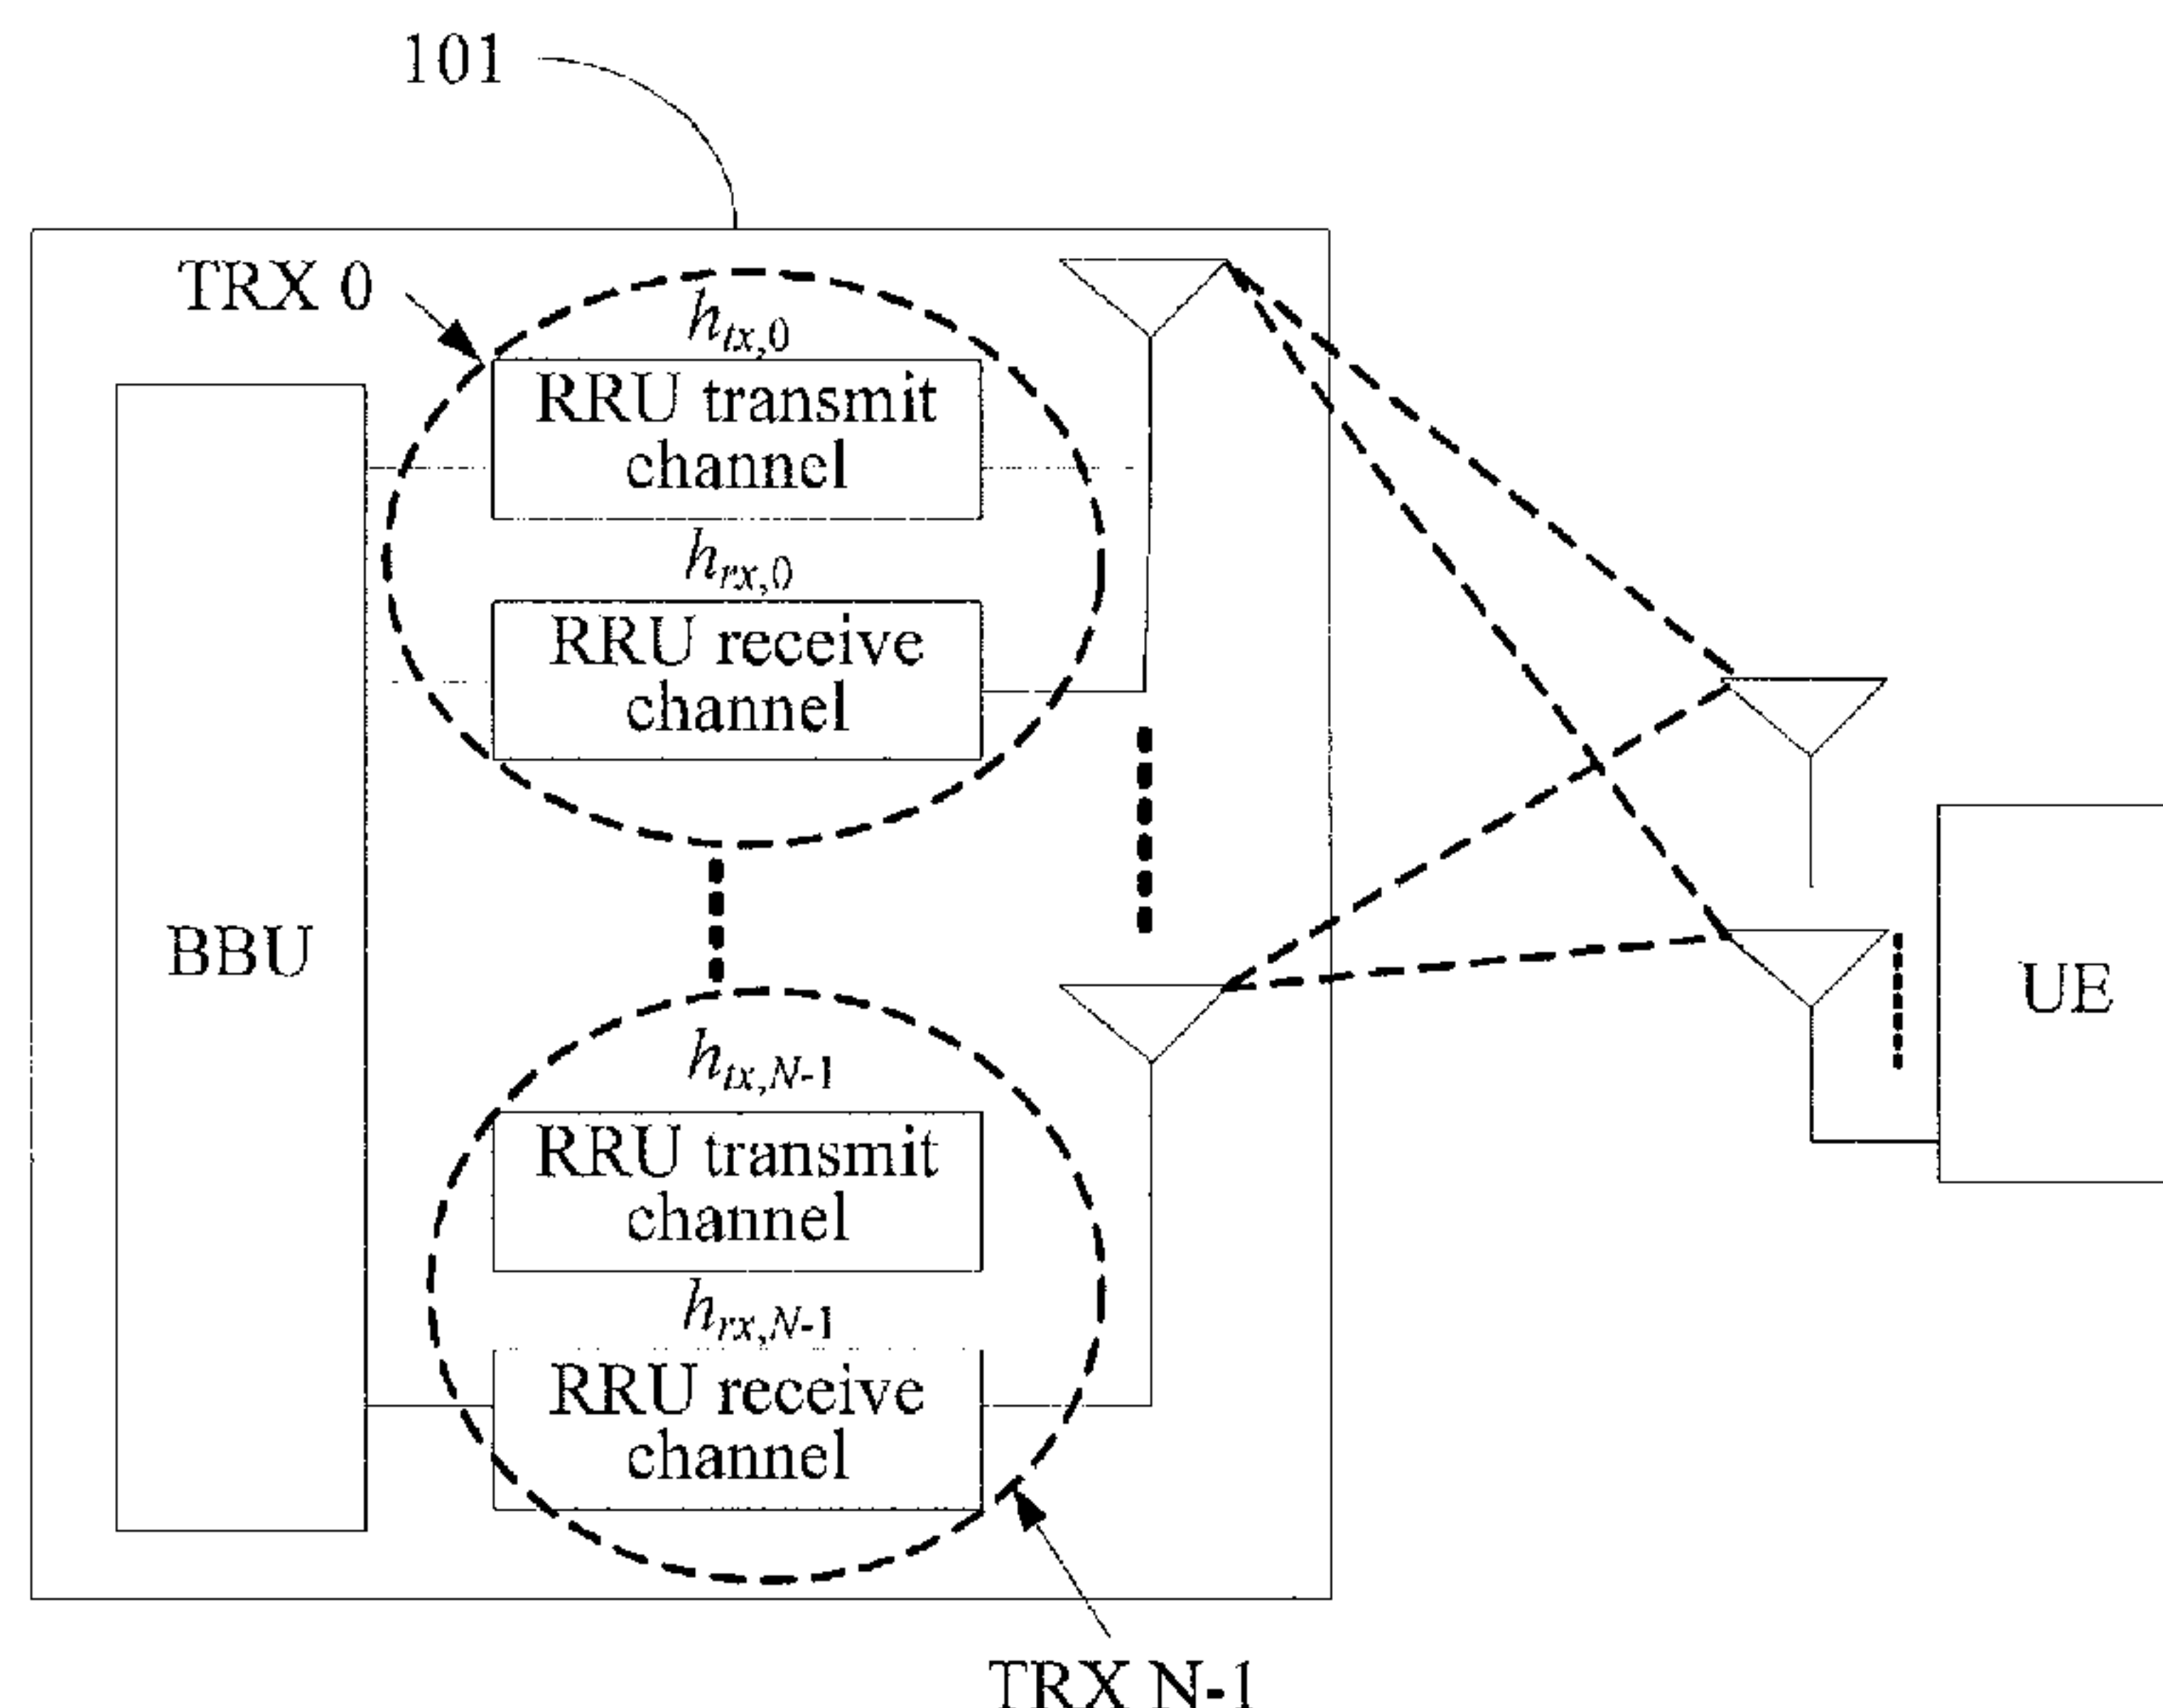 101
TRX 0
h_{tx,0}
RRU transmit
channel
h_{rx,0}
RRU receive
channel
BBU
UE
h_{tx,N-1}
RRU transmit
channel
h_{rx,N-1}
RRU receive
channel
TRX N-1